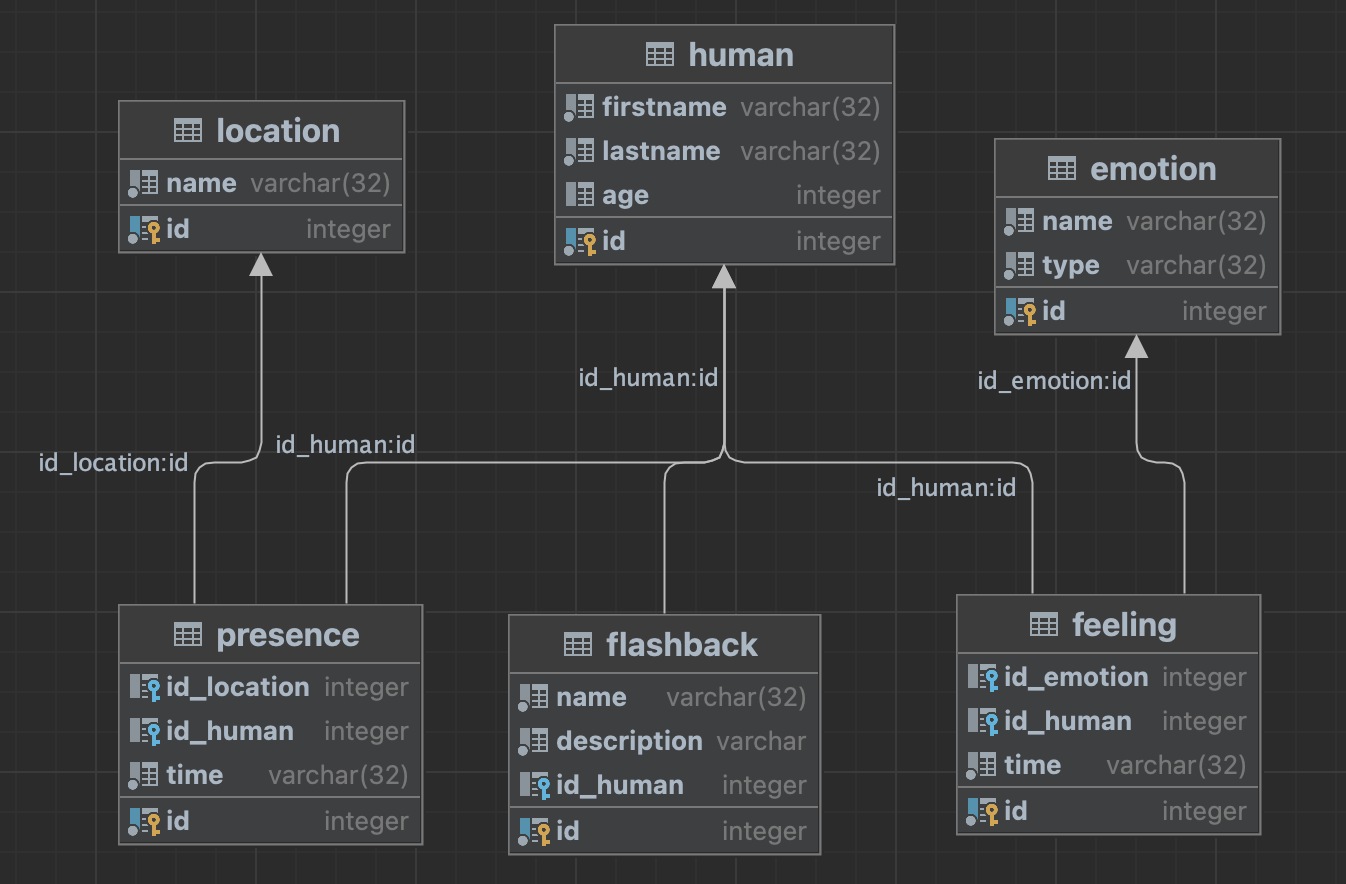 location
name varchar(32)
id integer
human
firstname varchar(32)
lastname varchar(32)
age integer
id integer
emotion
name varchar(32)
type varchar(32)
id integer
id_human:id
id_emotion:id
id_human:id
id_location:id
id_human:id
presence
id_location integer
id_human integer
time varchar(32)
id integer
flashback
name varchar(32)
description varchar
id_human integer
id integer
feeling
id_emotion integer
id_human integer
time varchar(32)
id integer